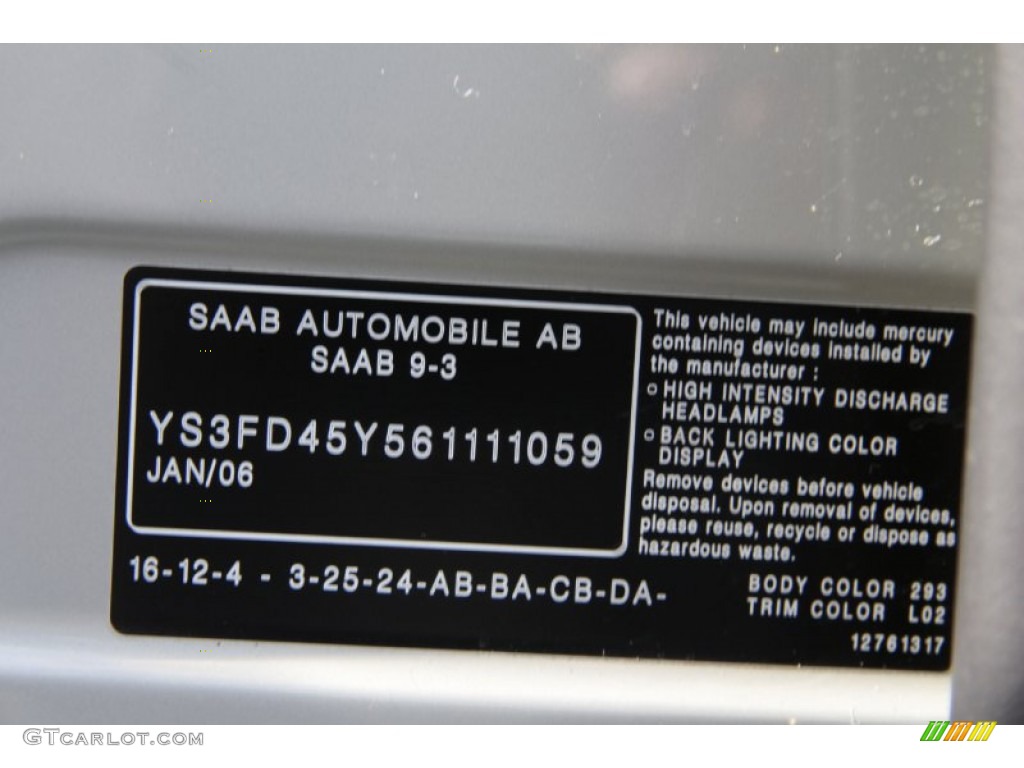 SAAB AUTOMOBILE AB
SAAB 9-3
YS3FD45Y561111059
JAN/06
This vehicle may include mercury
containing devices installed by
the manufacturer :
o HIGH INTENSITY DISCHARGE
HEADLAMPS
o BACK LIGHTING COLOR
DISPLAY
Remove devices before vehicle
disposal. Upon removal of devices,
please reuse, recycle or dispose as
hazardous waste.
16-12-4 - 3-25-24-AB-BA-CB-DA-
BODY COLOR 293
TRIM COLOR L02
12761317
GTCARLOT.COM